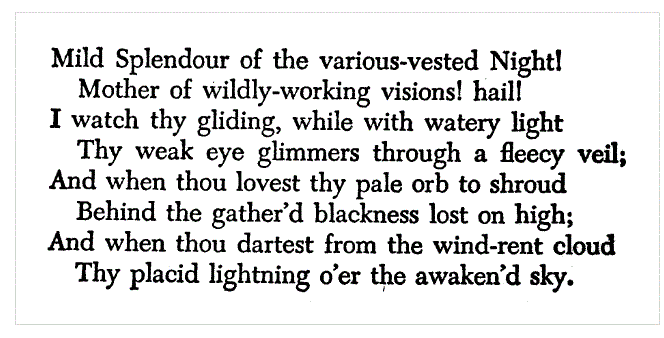 Mild Splendour of the various-vested Night!
Mother of wildly-working visions! hail!
I watch thy gliding, while with watery light
Thy weak eye glimmers through a fleecy veil;
And when thou lovest thy pale orb to shroud
Behind the gather'd blackness lost on high;
And when thou dartest from the wind-rent cloud
Thy placid lightning o'er the awaken'd sky.